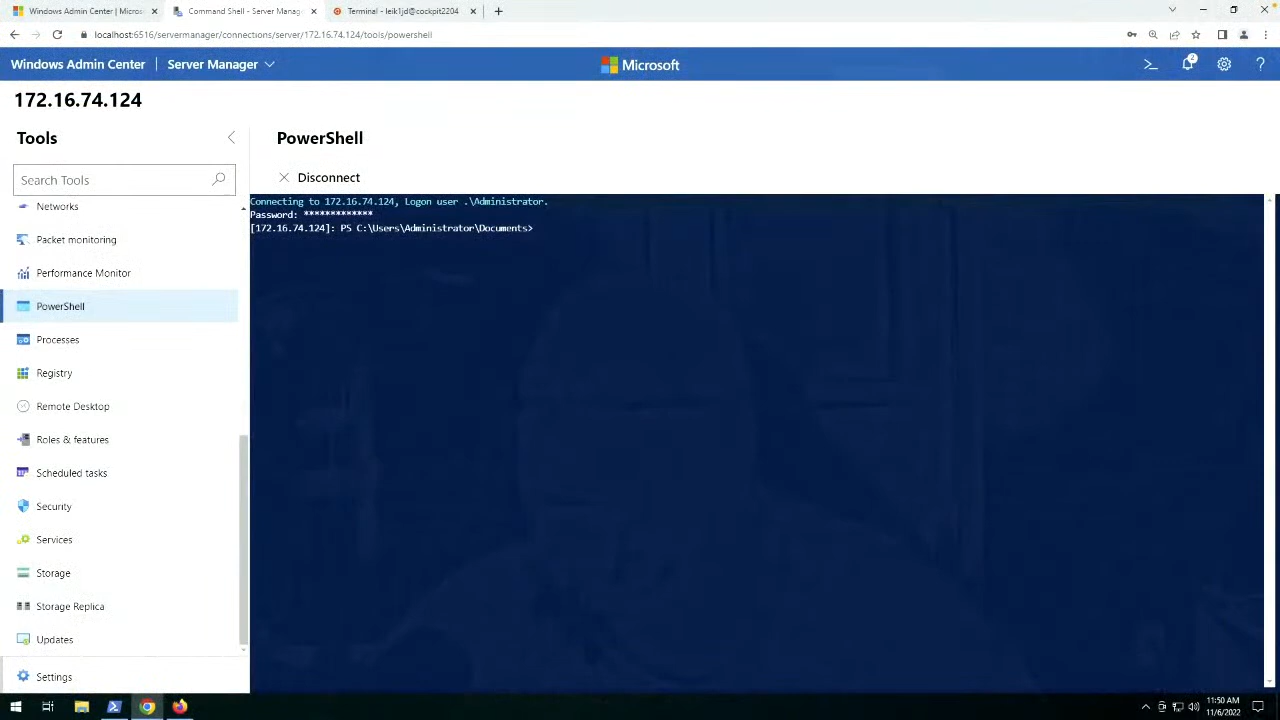 Windows Admin Center | Micros
Command Shell - Server Manag
Terminal - leik1jd@cockpit2204
localhost:6516/servermanager/connections/server/172.16.74.124/tools/powershell
Windows Admin Center | Server Manager
Microsoft
2
172.16.74.124
Tools
PowerShell
Search Tools
Disconnect
Networks
Packet monitoring
Performance Monitor
PowerShell
Processes
Registry
Remote Desktop
Roles & features
Scheduled tasks
Security
Services
Storage
Storage Replica
Updates
Settings
Connecting to 172.16.74.124, Logon user .\Administrator.
Password: *************
[172.16.74.124]: PS C:\Users\Administrator\Documents>
11:50 AM
11/6/2022